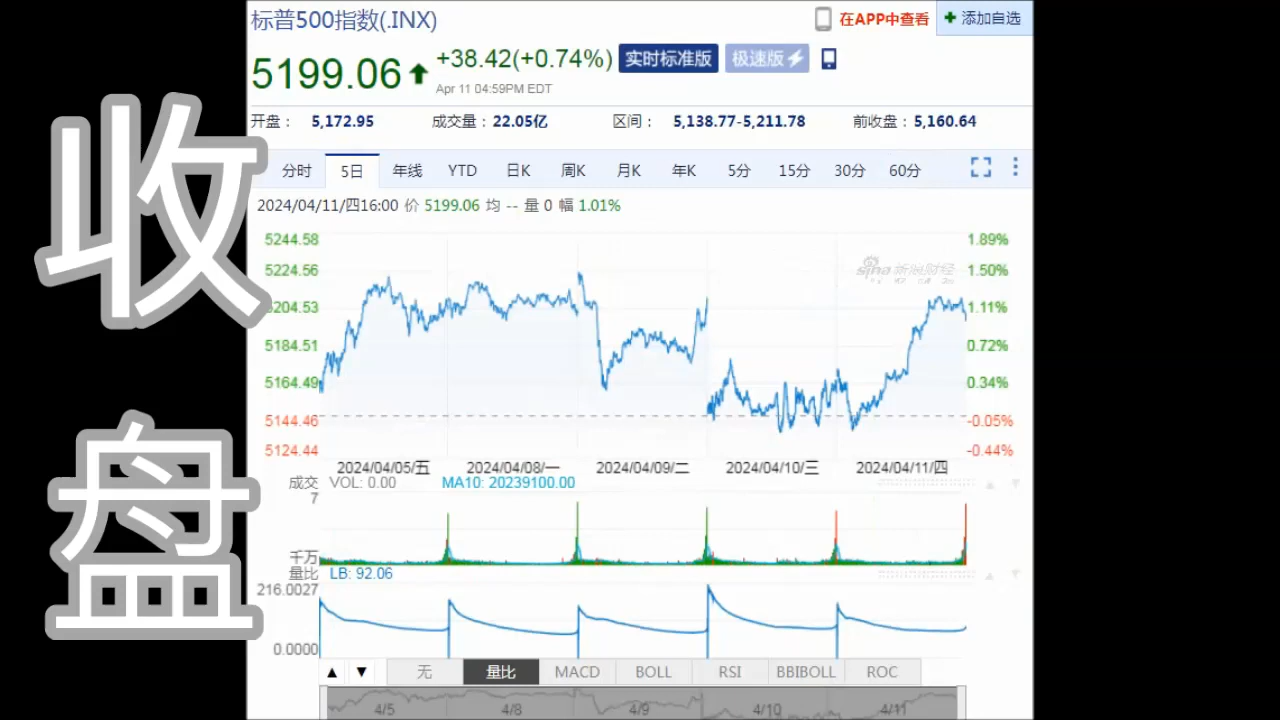 标普500指数(.INX)
在APP中查看
添加自选
5199.06
+38.42(+0.74%)
实时标准版
极速版
Apr 11 04:59PM EDT
开盘： 5,172.95
成交量：22.05亿
区间： 5,138.77-5,211.78
前收盘：5,160.64
收盘
分时 5日 年线 YTD 日K 周K 月K 年K 5分 15分 30分 60分
2024/04/11/四16:00 价 5199.06 均 -- 量 0 幅 1.01%
5244.58 1.89%
5224.56 1.50%
sina 新浪财经
5204.53 1.11%
5184.51 0.72%
5164.49 0.34%
5144.46 -0.05%
5124.44 -0.44%
2024/04/05/五 2024/04/08/一 2024/04/09/二 2024/04/10/三 2024/04/11/四
成交 VOL: 0.00 MA10: 20239100.00
7
千万
量比 LB: 92.06
216.0027
0.0000
无 量比 MACD BOLL RSI BBIBOLL ROC
4/5 4/8 4/9 4/10 4/11